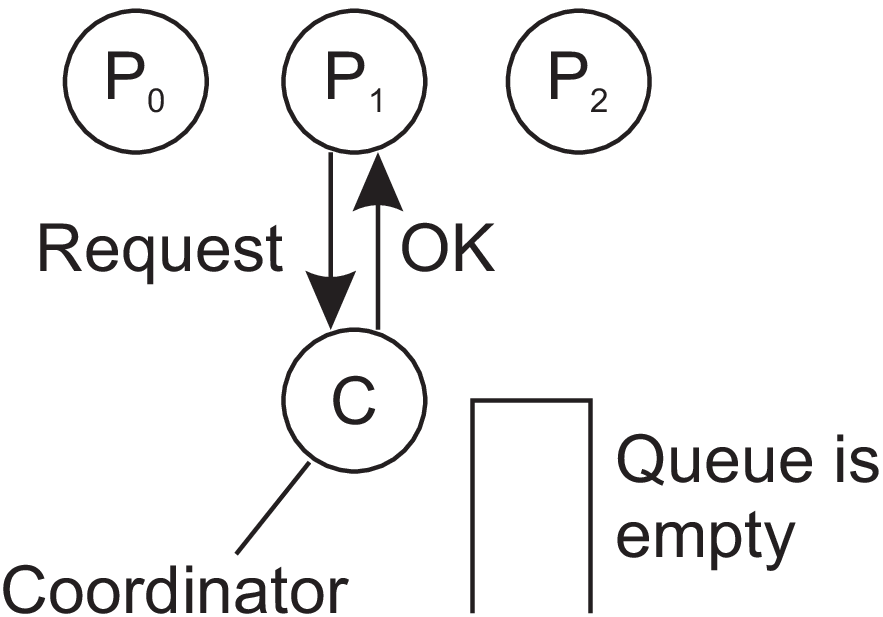 P₀ P₁ P₂
Request OK
C
Queue is
empty
Coordinator